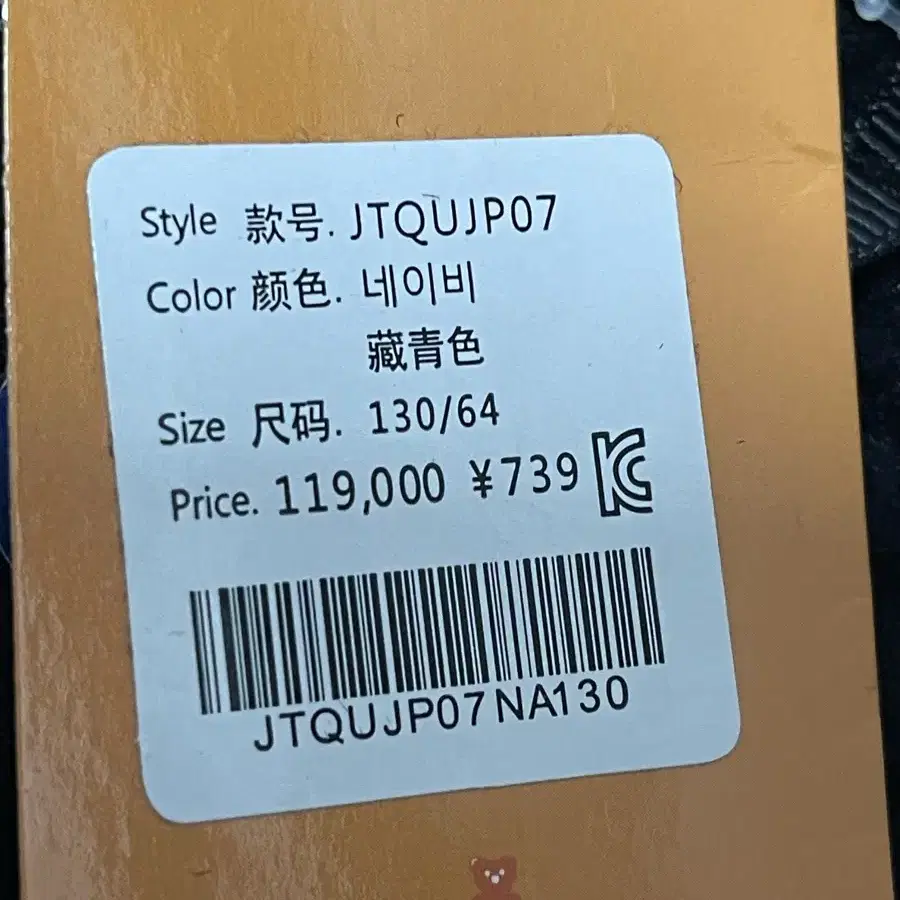 Style 款号. JTQUJP07
Color 颜色. 네이비
藏青色
Size 尺码. 130/64
Price. 119,000 ¥739 KC
JTQUJP07NA130